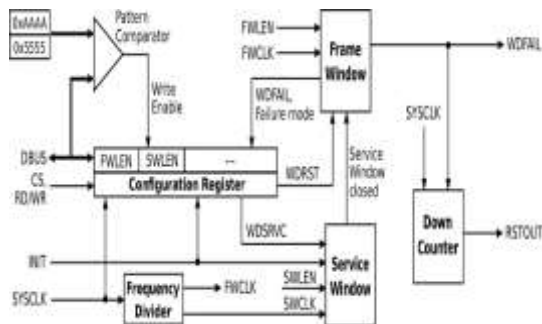 0xAAAA
0x5555
Pattern
Comparator
Write
Enable
FWLEN
FWCLK
Frame
Window
WDFAIL
WDFAIL,
Failure mode
SYSCLK
DBUS
FWLEN
SWLEN
---
CS,
RD/WR
Configuration Register
WDRST
Service
Window
closed
Down
Counter
RSTOUT
WDSRVC
INIT
SYSCLK
Frequency
Divider
FWCLK
SWLEN
SWCLK
Service
Window